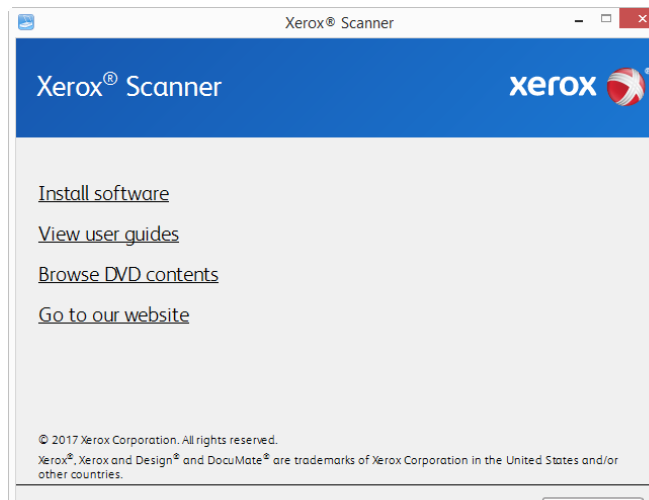 Xerox® Scanner
Xerox® Scanner
xerox
Install software
View user guides
Browse DVD contents
Go to our website
© 2017 Xerox Corporation. All rights reserved.
Xerox®, Xerox and Design® and DocuMate® are trademarks of Xerox Corporation in the United States and/or
other countries.